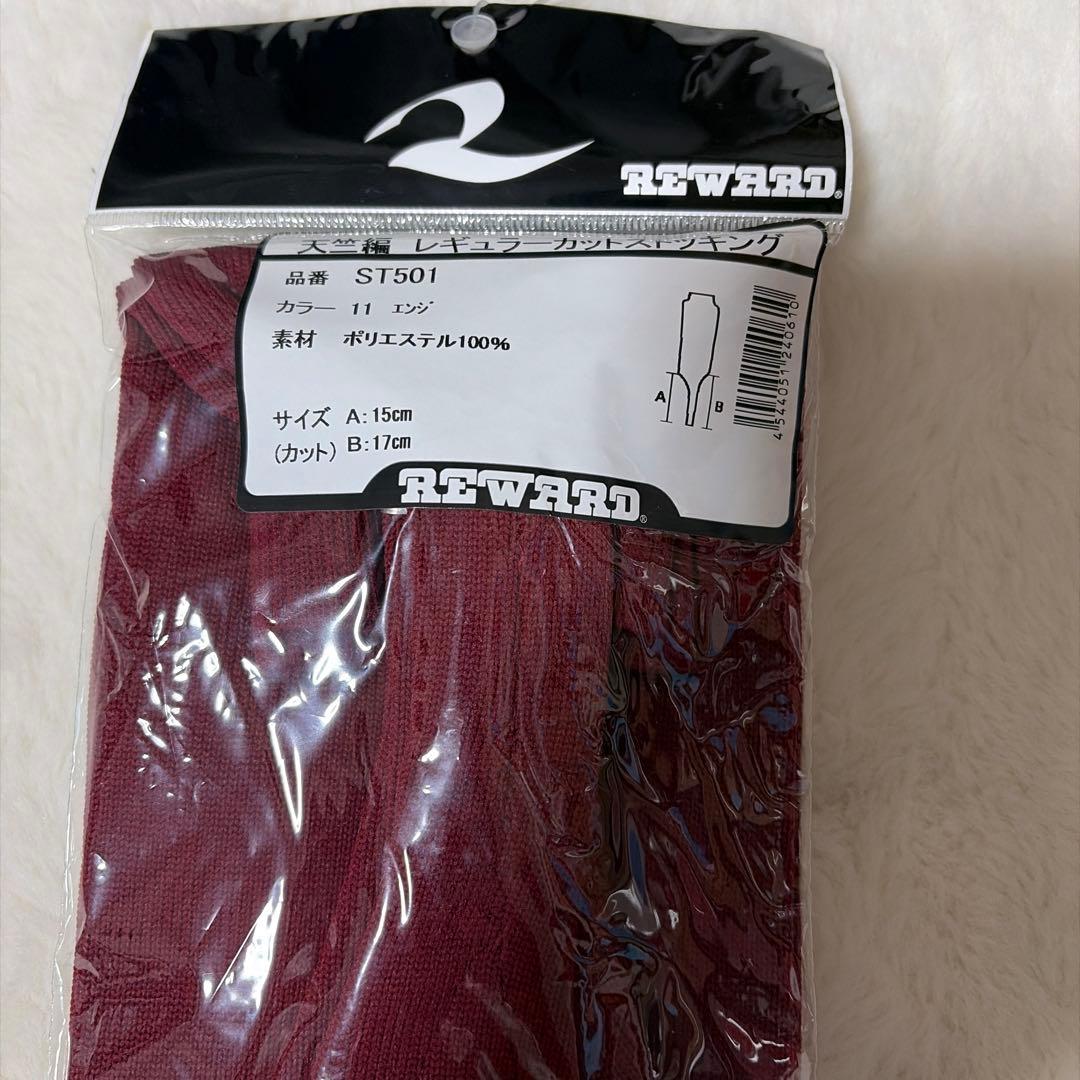 REWARD®
天竺編 レギュラーカットストッキング
品番 ST501
カラー 11 エンジ
素材 ポリエステル100%
サイズ A:15cm
(カット) B:17cm
A
B
4544051240610
REWARD®